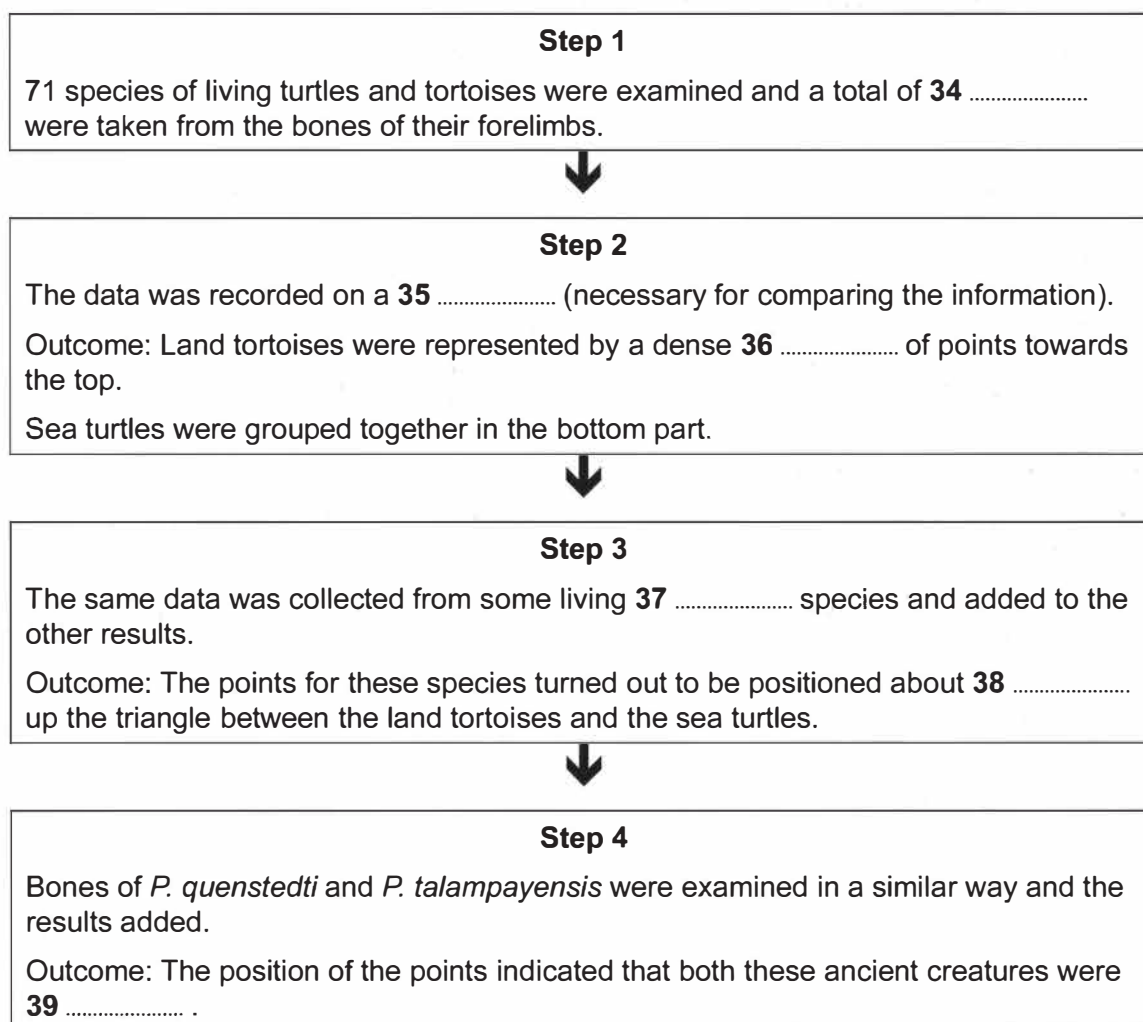 Step 1
71 species of living turtles and tortoises were examined and a total of 34 ......................
were taken from the bones of their forelimbs.
Step 2
The data was recorded on a 35 ...................... (necessary for comparing the information).
Outcome: Land tortoises were represented by a dense 36 ...................... of points towards
the top.
Sea turtles were grouped together in the bottom part.
Step 3
The same data was collected from some living 37 ...................... species and added to the
other results.
Outcome: The points for these species turned out to be positioned about 38 ......................
up the triangle between the land tortoises and the sea turtles.
Step 4
Bones of P. quenstedti and P. talampayensis were examined in a similar way and the
results added.
Outcome: The position of the points indicated that both these ancient creatures were
39 ...................... .